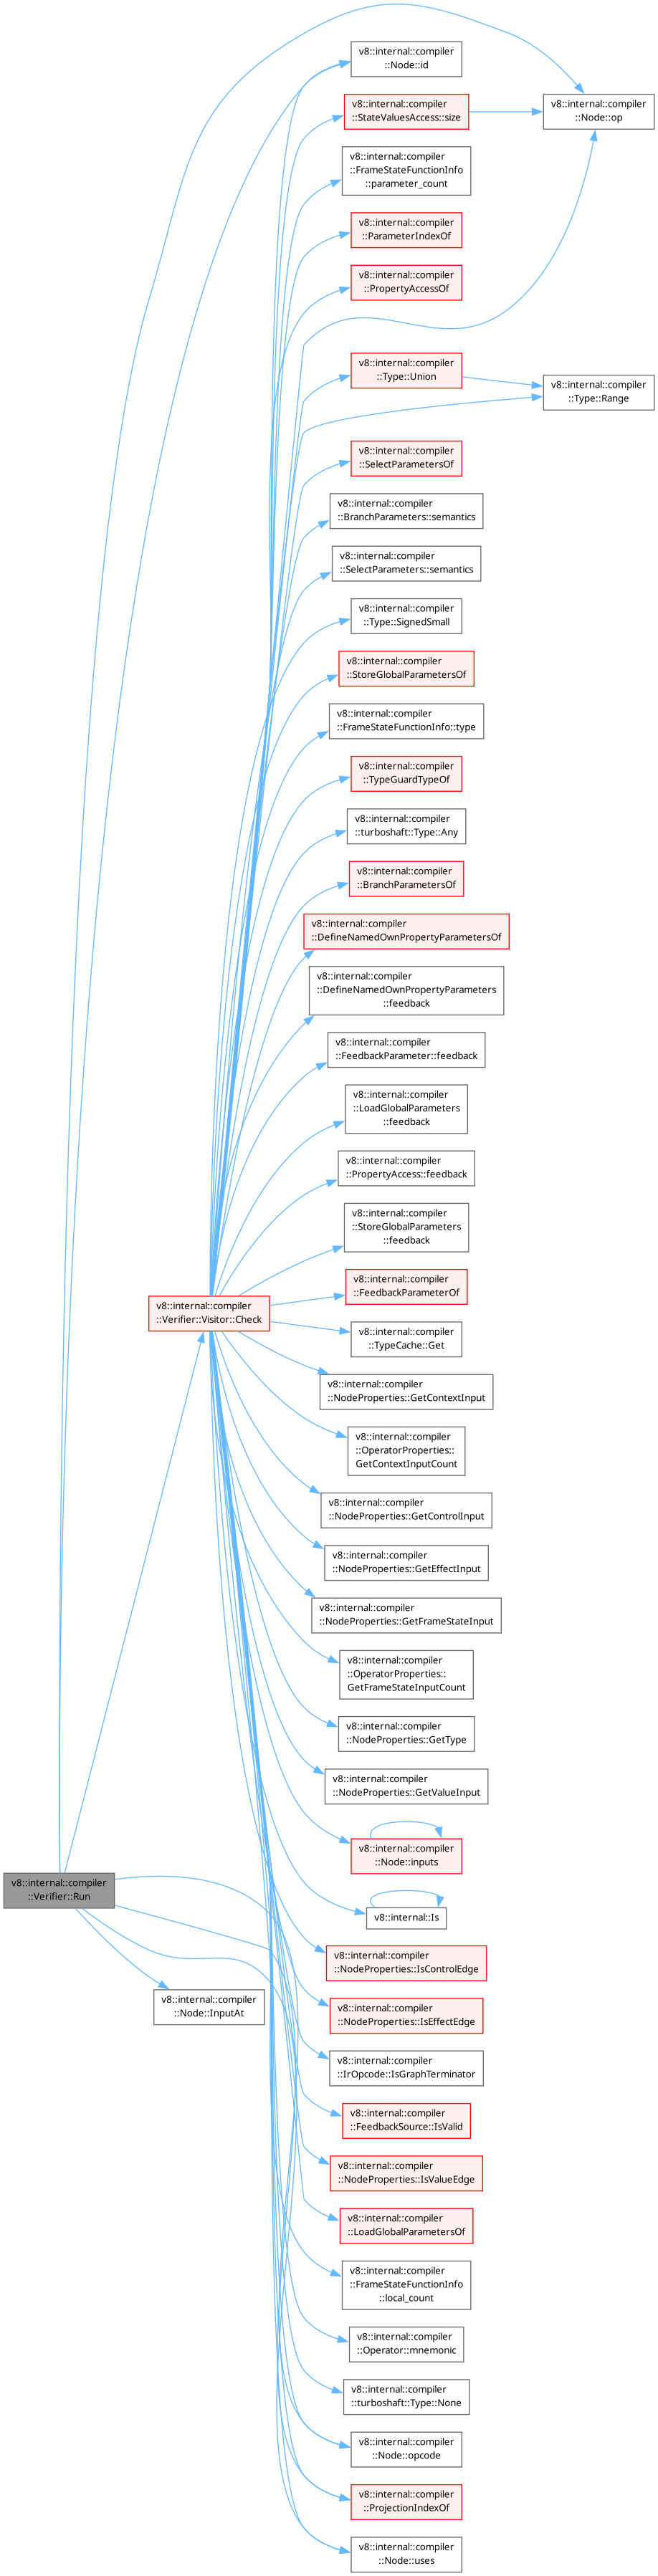 v8::internal::compiler
::Node::id
v8::internal::compiler
::StateValuesAccess::size
v8::internal::compiler
::Node::op
v8::internal::compiler
::FrameStateFunctionInfo
::parameter_count
v8::internal::compiler
::ParameterIndexOf
v8::internal::compiler
::PropertyAccessOf
v8::internal::compiler
::Type::Union
v8::internal::compiler
::Type::Range
v8::internal::compiler
::SelectParametersOf
v8::internal::compiler
::BranchParameters::semantics
v8::internal::compiler
::SelectParameters::semantics
v8::internal::compiler
::Type::SignedSmall
v8::internal::compiler
::StoreGlobalParametersOf
v8::internal::compiler
::FrameStateFunctionInfo::type
v8::internal::compiler
::TypeGuardTypeOf
v8::internal::compiler
::turboshaft::Type::Any
v8::internal::compiler
::BranchParametersOf
v8::internal::compiler
::DefineNamedOwnPropertyParametersOf
v8::internal::compiler
::DefineNamedOwnPropertyParameters
::feedback
v8::internal::compiler
::FeedbackParameter::feedback
v8::internal::compiler
::LoadGlobalParameters
::feedback
v8::internal::compiler
::PropertyAccess::feedback
v8::internal::compiler
::StoreGlobalParameters
::feedback
v8::internal::compiler
::FeedbackParameterOf
v8::internal::compiler
::Verifier::Visitor::Check
v8::internal::compiler
::TypeCache::Get
v8::internal::compiler
::NodeProperties::GetContextInput
v8::internal::compiler
::OperatorProperties::
GetContextInputCount
v8::internal::compiler
::NodeProperties::GetControlInput
v8::internal::compiler
::NodeProperties::GetEffectInput
v8::internal::compiler
::NodeProperties::GetFrameStateInput
v8::internal::compiler
::OperatorProperties::
GetFrameStateInputCount
v8::internal::compiler
::NodeProperties::GetType
v8::internal::compiler
::NodeProperties::GetValueInput
v8::internal::compiler
::Node::inputs
v8::internal::compiler
::Verifier::Run
v8::internal::Is
v8::internal::compiler
::NodeProperties::IsControlEdge
v8::internal::compiler
::Node::InputAt
v8::internal::compiler
::NodeProperties::IsEffectEdge
v8::internal::compiler
::IrOpcode::IsGraphTerminator
v8::internal::compiler
::FeedbackSource::IsValid
v8::internal::compiler
::NodeProperties::IsValueEdge
v8::internal::compiler
::LoadGlobalParametersOf
v8::internal::compiler
::FrameStateFunctionInfo
::local_count
v8::internal::compiler
::Operator::mnemonic
v8::internal::compiler
::turboshaft::Type::None
v8::internal::compiler
::Node::opcode
v8::internal::compiler
::ProjectionIndexOf
v8::internal::compiler
::Node::uses